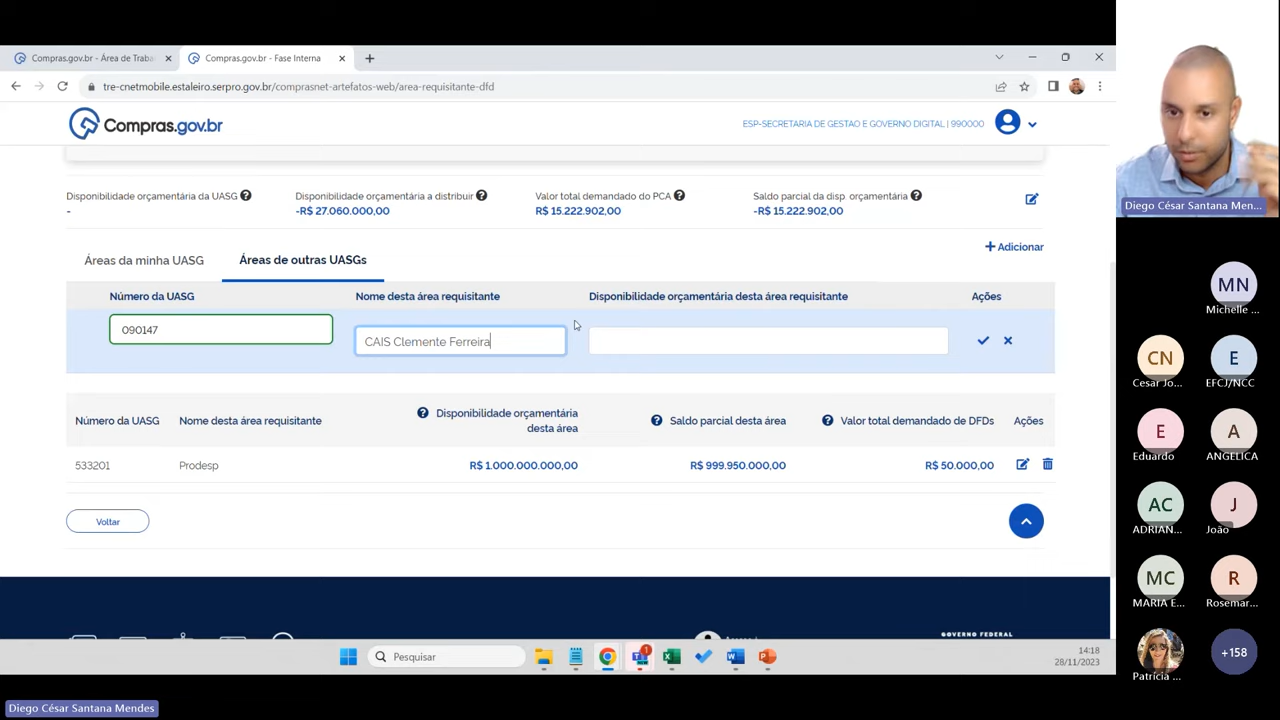 Compras.gov.br - Área de Traba
Compras.gov.br - Fase Interna
tre-cnetmobile.estaleiro.serpro.gov.br/comprasnet-artefatos-web/area-requisitante-dfd
Compras.gov.br
ESP-SECRETARIA DE GESTAO E GOVERNO DIGITAL | 990000
Disponibilidade orçamentária da UASG
Disponibilidade orçamentária a distribuir
Valor total demandado do PCA
Saldo parcial da disp. orçamentária
-
-R$ 27.060.000,00
R$ 15.222.902,00
-R$ 15.222.902,00
Adicionar
Áreas da minha UASG
Áreas de outras UASGs
Número da UASG
Nome desta área requisitante
Disponibilidade orçamentária desta área requisitante
Ações
090147
CAIS Clemente Ferreira
Número da UASG
Nome desta área requisitante
Disponibilidade orçamentária
desta área
Saldo parcial desta área
Valor total demandado de DFDs
Ações
533201
Prodesp
R$ 1.000.000.000,00
R$ 999.950.000,00
R$ 50.000,00
Voltar
GOVERNO FEDERAL
Pesquisar
1
14:18
28/11/2023
Diego César Santana Mendes
Diego César Santana Men...
MN
Michelle ...
CN
Cesar Jo...
E
EFCJ/NCC
E
Eduardo
A
ANGELICA
AC
ADRIAN...
J
João
MC
MARIA E...
R
Rosemar...
Patrícia ...
+158